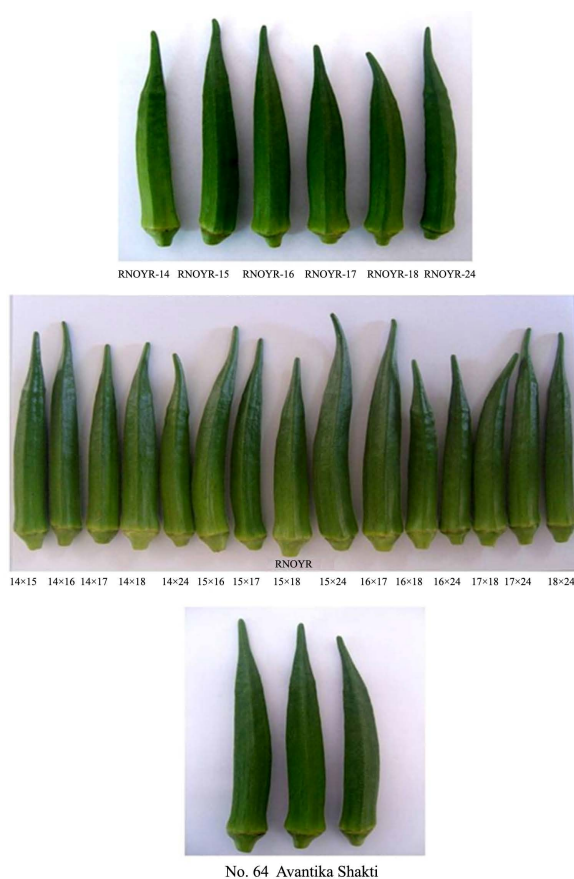 RNOYR-14 RNOYR-15 RNOYR-16 RNOYR-17 RNOYR-18 RNOYR-24
RNOYR
14×15 14×16 14×17 14×18 14×24 15×16 15×17 15×18 15×24 16×17 16×18 16×24 17×18 17×24 18×24
No. 64 Avantika Shakti